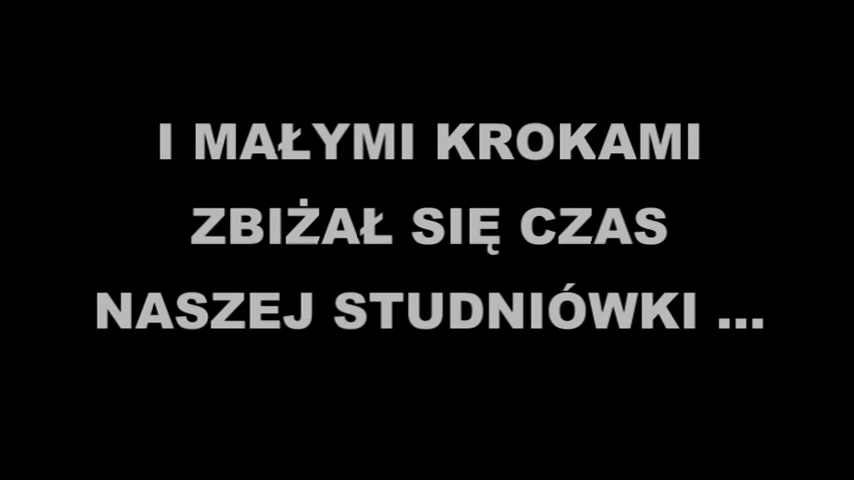 I MAŁYMI KROKAMI
ZBIŻAŁ SIĘ CZAS
NASZEJ STUDNIÓWKI ...